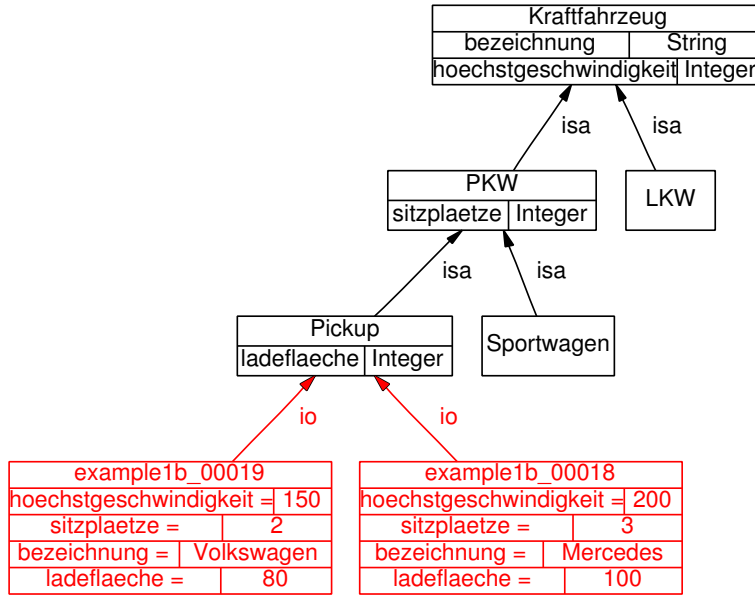 Kraftfahrzeug
bezeichnung String
hoechstgeschwindigkeit Integer
isa isa
PKW
sitzplaetze Integer
LKW
isa isa
Pickup
ladeflaeche Integer
Sportwagen
io io
example1b_00019
hoechstgeschwindigkeit = 150
sitzplaetze = 2
bezeichnung = Volkswagen
ladeflaeche = 80
example1b_00018
hoechstgeschwindigkeit = 200
sitzplaetze = 3
bezeichnung = Mercedes
ladeflaeche = 100